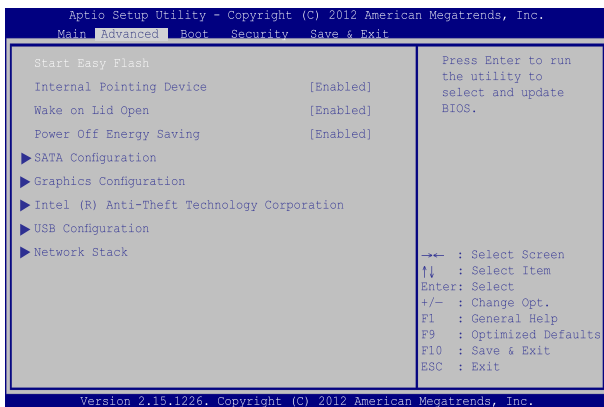 Aptio Setup Utility - Copyright (C) 2012 American Megatrends, Inc.
Main Advanced Boot Security Save & Exit
Start Easy Flash
Internal Pointing Device [Enabled]
Wake on Lid Open [Enabled]
Power Off Energy Saving [Enabled]
SATA Configuration
Graphics Configuration
Intel (R) Anti-Theft Technology Corporation
USB Configuration
Network Stack
Press Enter to run
the utility to
select and update
BIOS.
→← : Select Screen
↑↓ : Select Item
Enter: Select
+/— : Change Opt.
F1 : General Help
F9 : Optimized Defaults
F10 : Save & Exit
ESC : Exit
Version 2.15.1226. Copyright (C) 2012 American Megatrends, Inc.